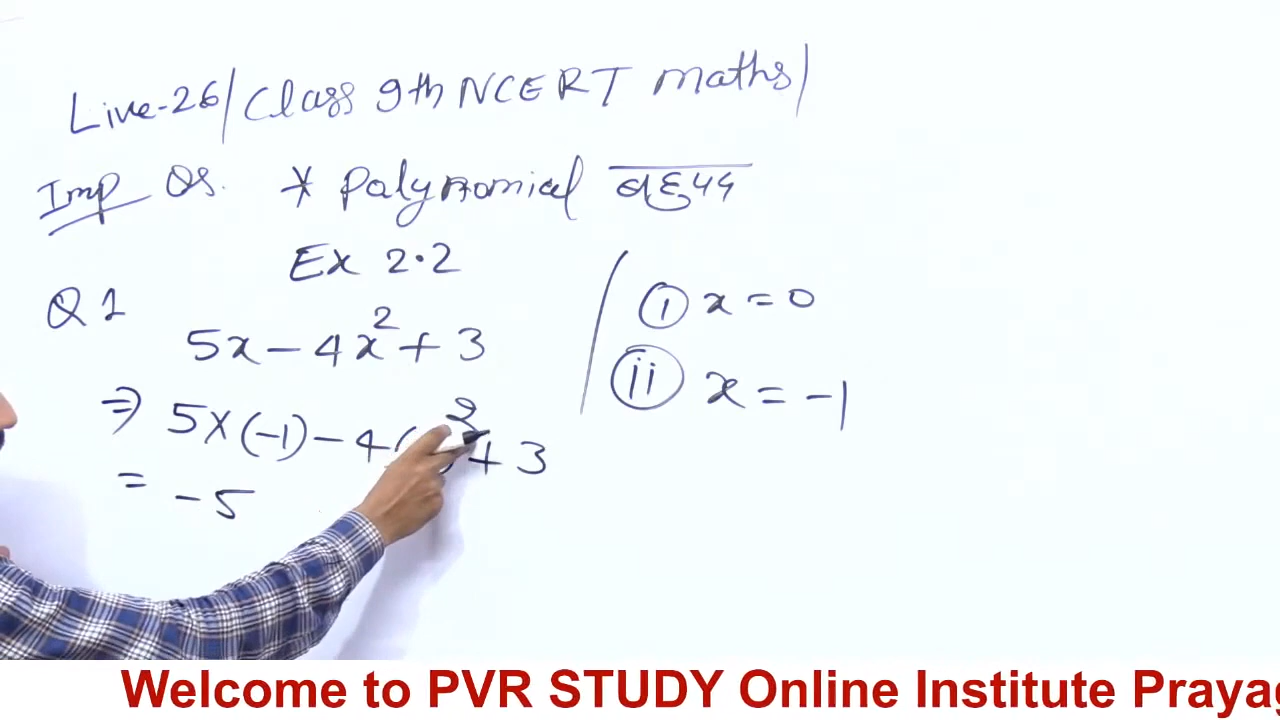 Live-26/Class 9th NCERT maths/
Imp Qs. * Polynomial बहुपद
Ex 2.2
Q 1
5x - 4x² + 3
(i) x = 0
(ii) x = -1
⇒ 5×(-1) - 4( )² + 3
= -5
Welcome to PVR STUDY Online Institute Prayag